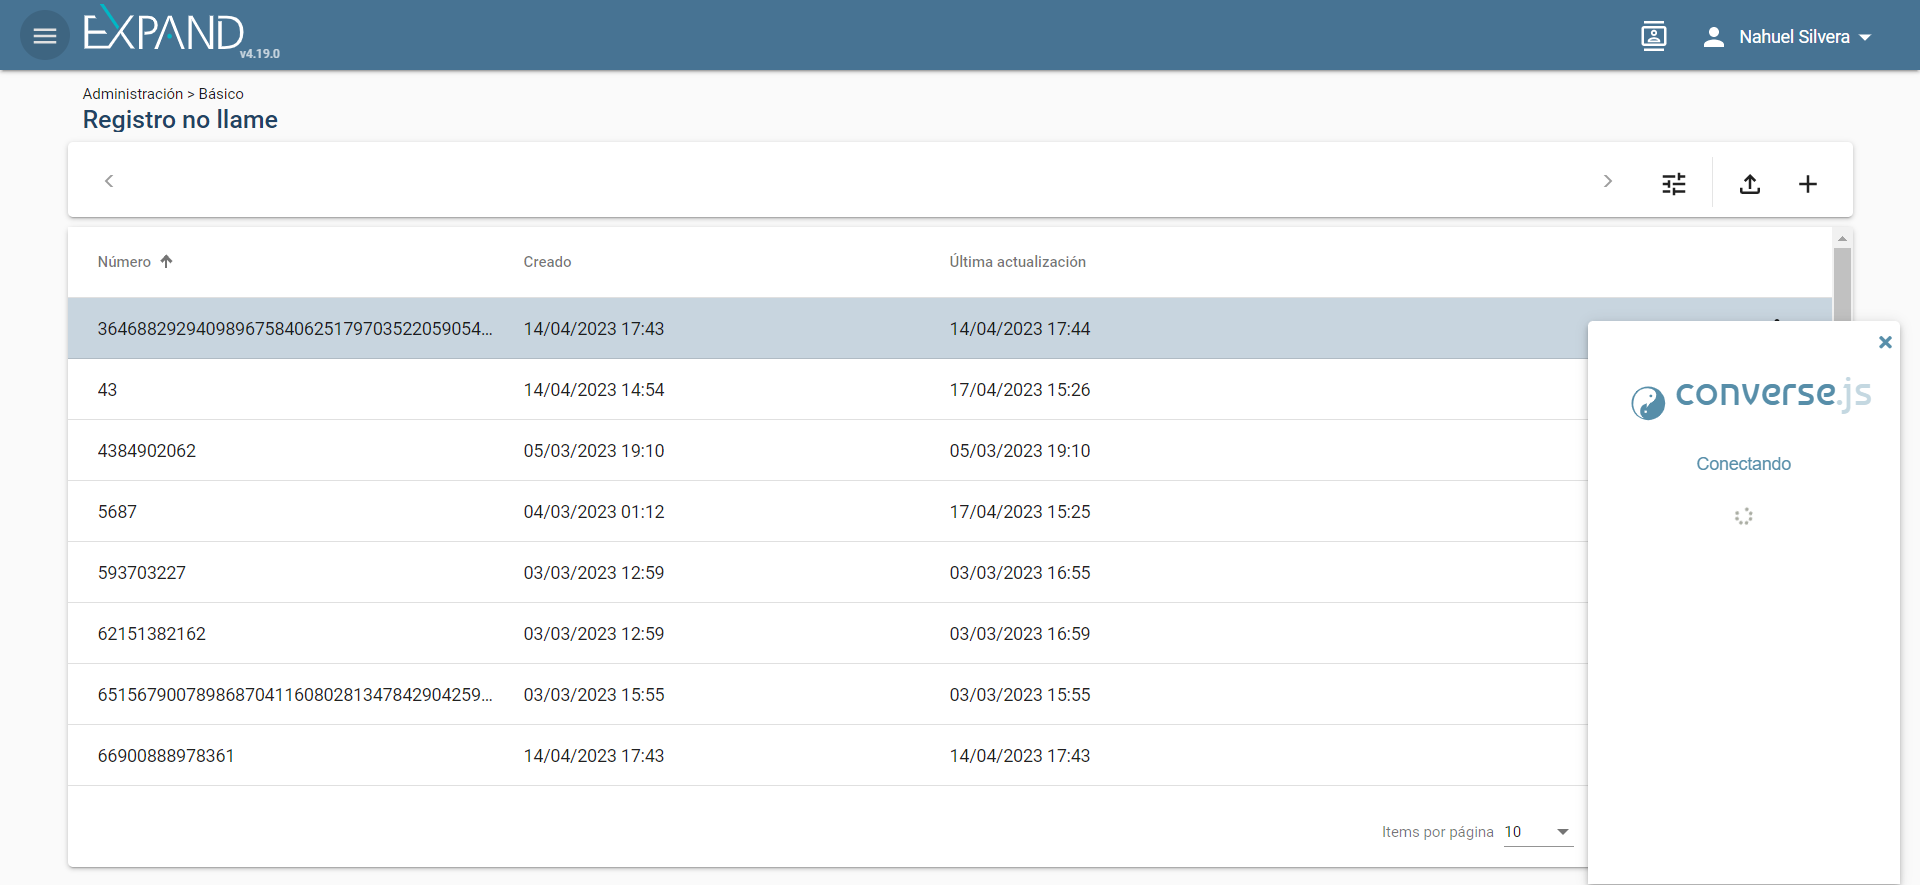 EXPAND
v4.19.0
Nahuel Silvera
Administración > Básico
Registro no llame
Número Creado Última actualización
3646882929409896758406251797035220590​54... 14/04/2023 17:43 14/04/2023 17:44
43 14/04/2023 14:54 17/04/2023 15:26
4384902062 05/03/2023 19:10 05/03/2023 19:10
5687 04/03/2023 01:12 17/04/2023 15:25
593703227 03/03/2023 12:59 03/03/2023 16:55
62151382162 03/03/2023 12:59 03/03/2023 16:59
651567900789868704116080281347842904259... 03/03/2023 15:55 03/03/2023 15:55
66900888978361 14/04/2023 17:43 14/04/2023 17:43
Items por página 10
converse.js
Conectando